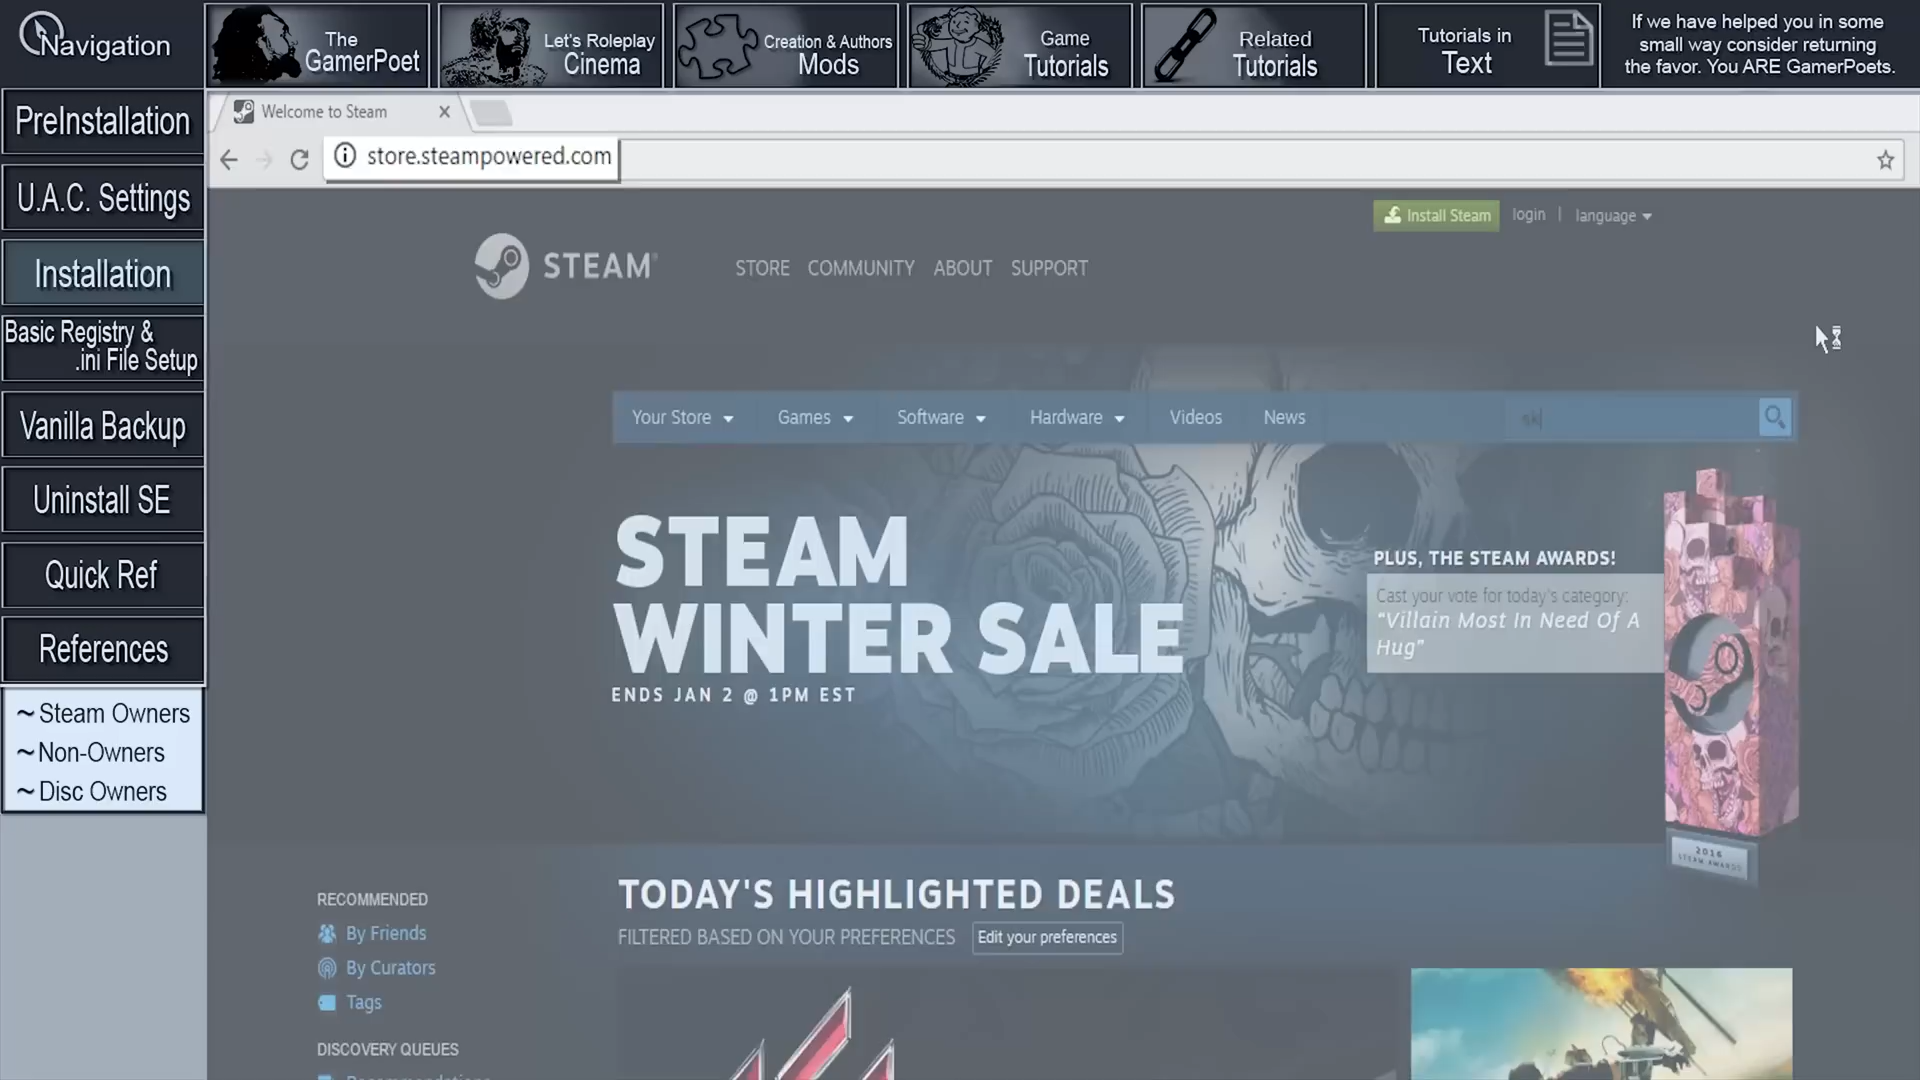 Navigation
The
GamerPoet
Let's Roleplay
Cinema
Creation & Authors
Mods
Game
Tutorials
Related
Tutorials
Tutorials in
Text
If we have helped you in some
small way consider returning
the favor. You ARE GamerPoets.
PreInstallation
U.A.C. Settings
Installation
Basic Registry &
.ini File Setup
Vanilla Backup
Uninstall SE
Quick Ref
References
~ Steam Owners
~ Non-Owners
~ Disc Owners
Welcome to Steam
store.steampowered.com
Install Steam
login | language
STEAM
STORE COMMUNITY ABOUT SUPPORT
Your Store Games Software Hardware Videos News
STEAM
WINTER SALE
ENDS JAN 2 @ 1PM EST
PLUS, THE STEAM AWARDS!
Cast your vote for today's category:
"Villain Most In Need Of A
Hug"
2016
STEAM AWARDS
TODAY'S HIGHLIGHTED DEALS
FILTERED BASED ON YOUR PREFERENCES Edit your preferences
RECOMMENDED
By Friends
By Curators
Tags
DISCOVERY QUEUES
Recommendations